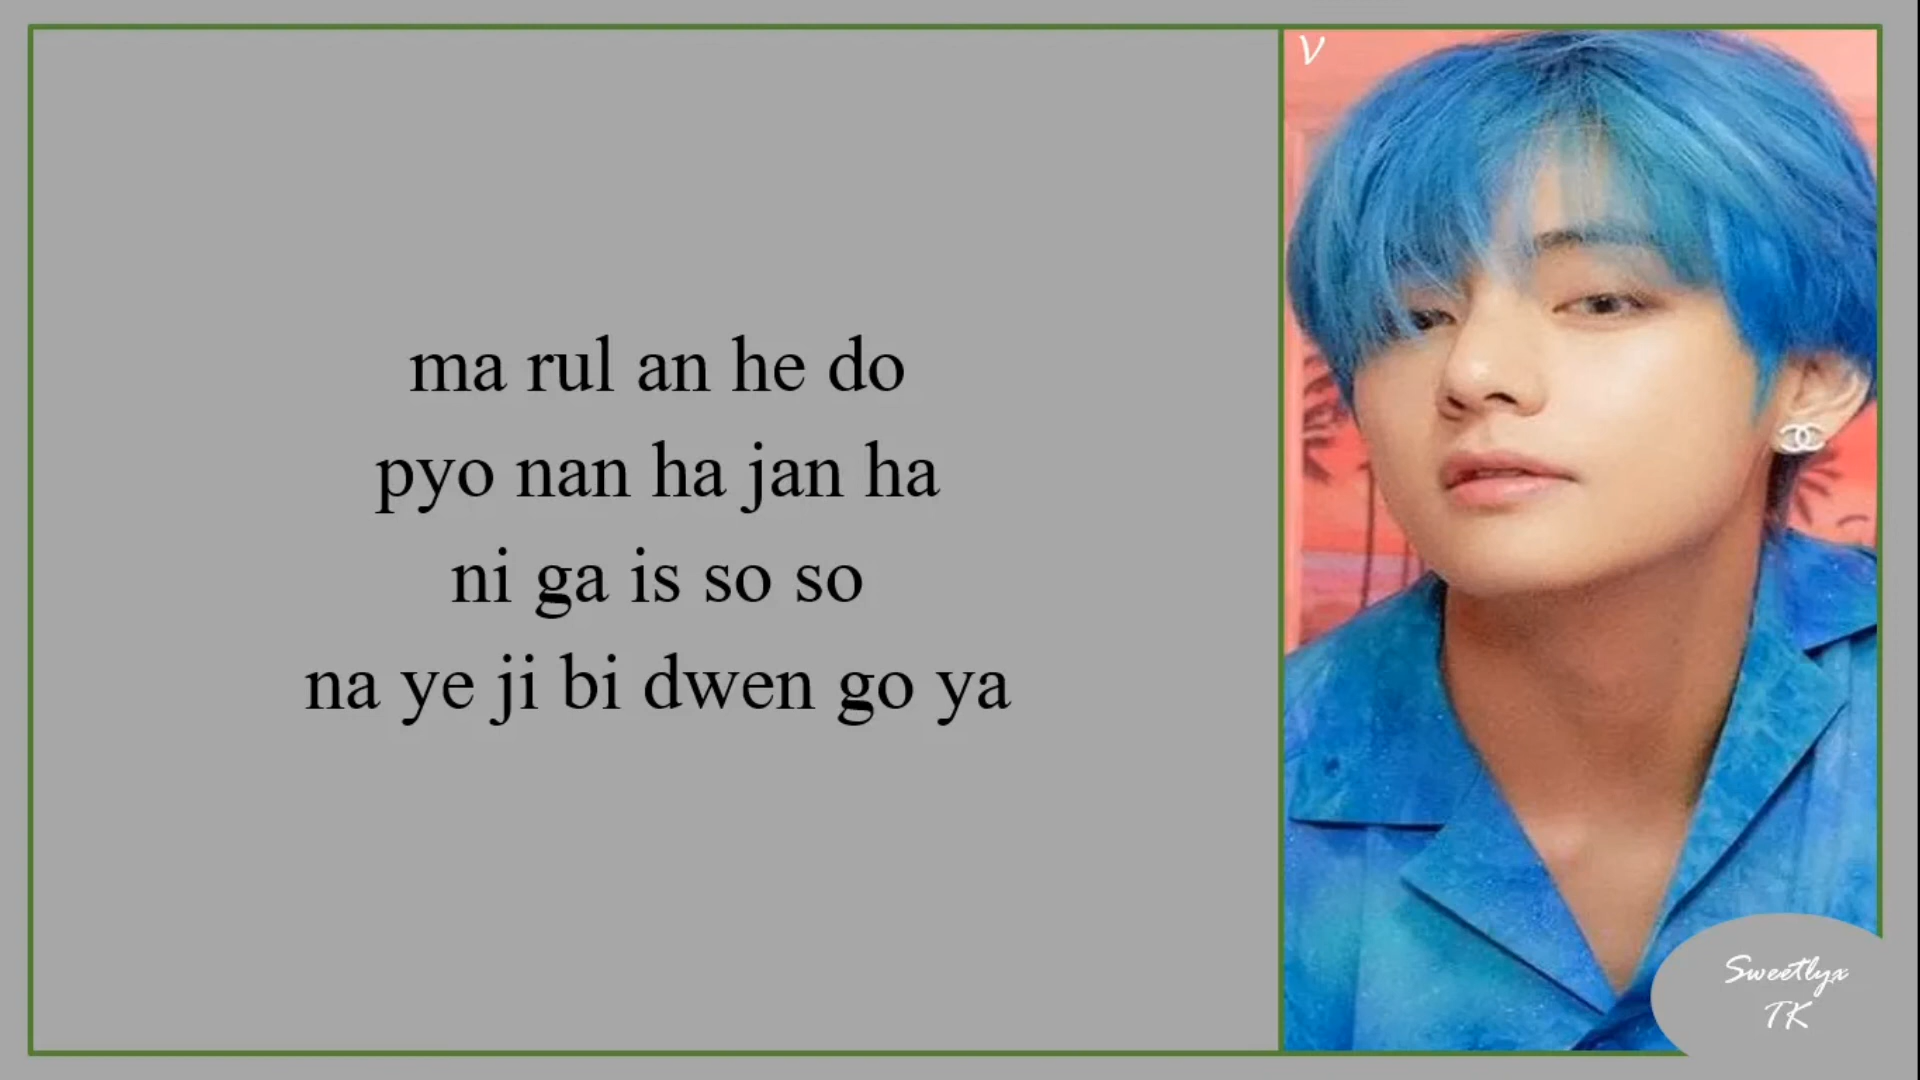 ma rul an he do
pyo nan ha jan ha
ni ga is so so
na ye ji bi dwen go ya
V
Sweetlyx
TK